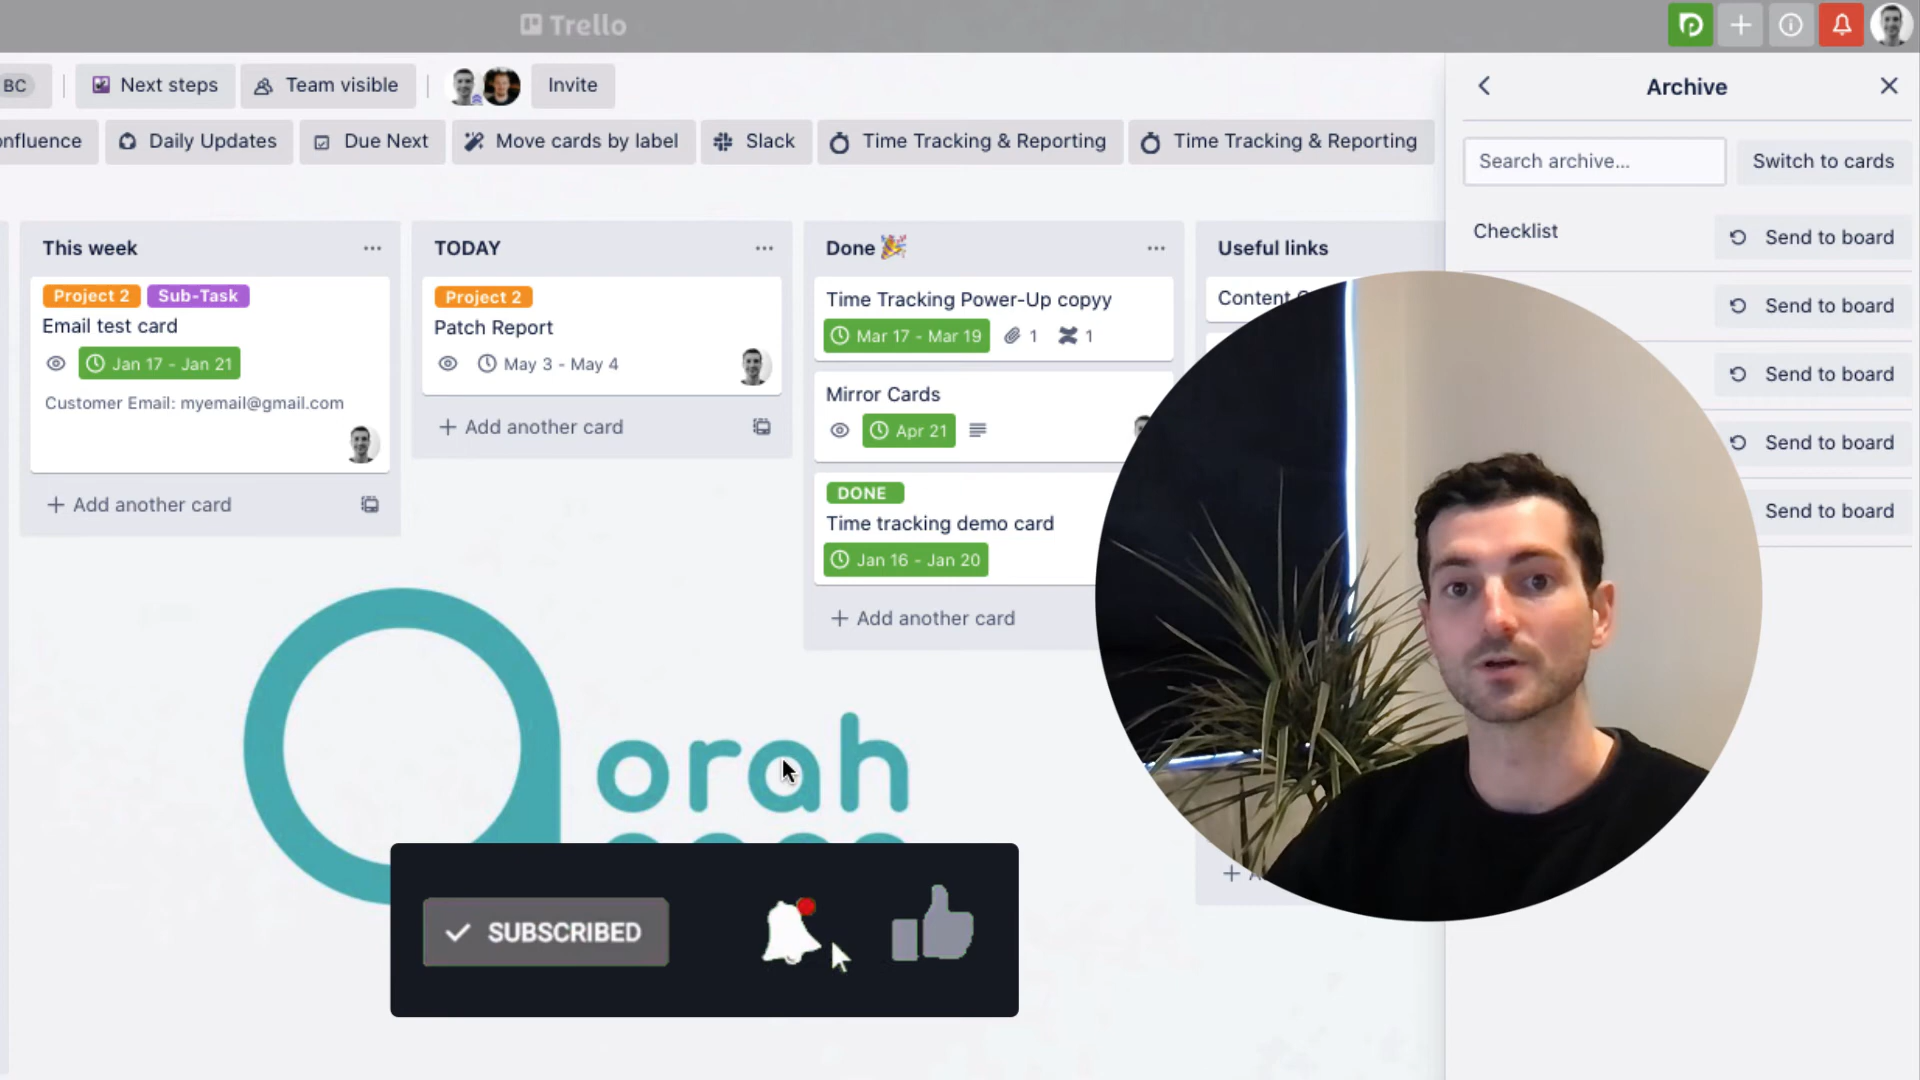 Trello
BC
Next steps
Team visible
Invite
onfluence
Daily Updates
Due Next
Move cards by label
Slack
Time Tracking & Reporting
Time Tracking & Reporting
Archive
Search archive...
Switch to cards
Checklist
Send to board
Send to board
Send to board
Send to board
Send to board
This week
Project 2
Sub-Task
Email test card
Jan 17 - Jan 21
Customer Email: myemail@gmail.com
Add another card
TODAY
Project 2
Patch Report
May 3 - May 4
Add another card
Done
Time Tracking Power-Up copyy
Mar 17 - Mar 19
1
1
Mirror Cards
Apr 21
DONE
Time tracking demo card
Jan 16 - Jan 20
Add another card
Useful links
Content
orah
SUBSCRIBED